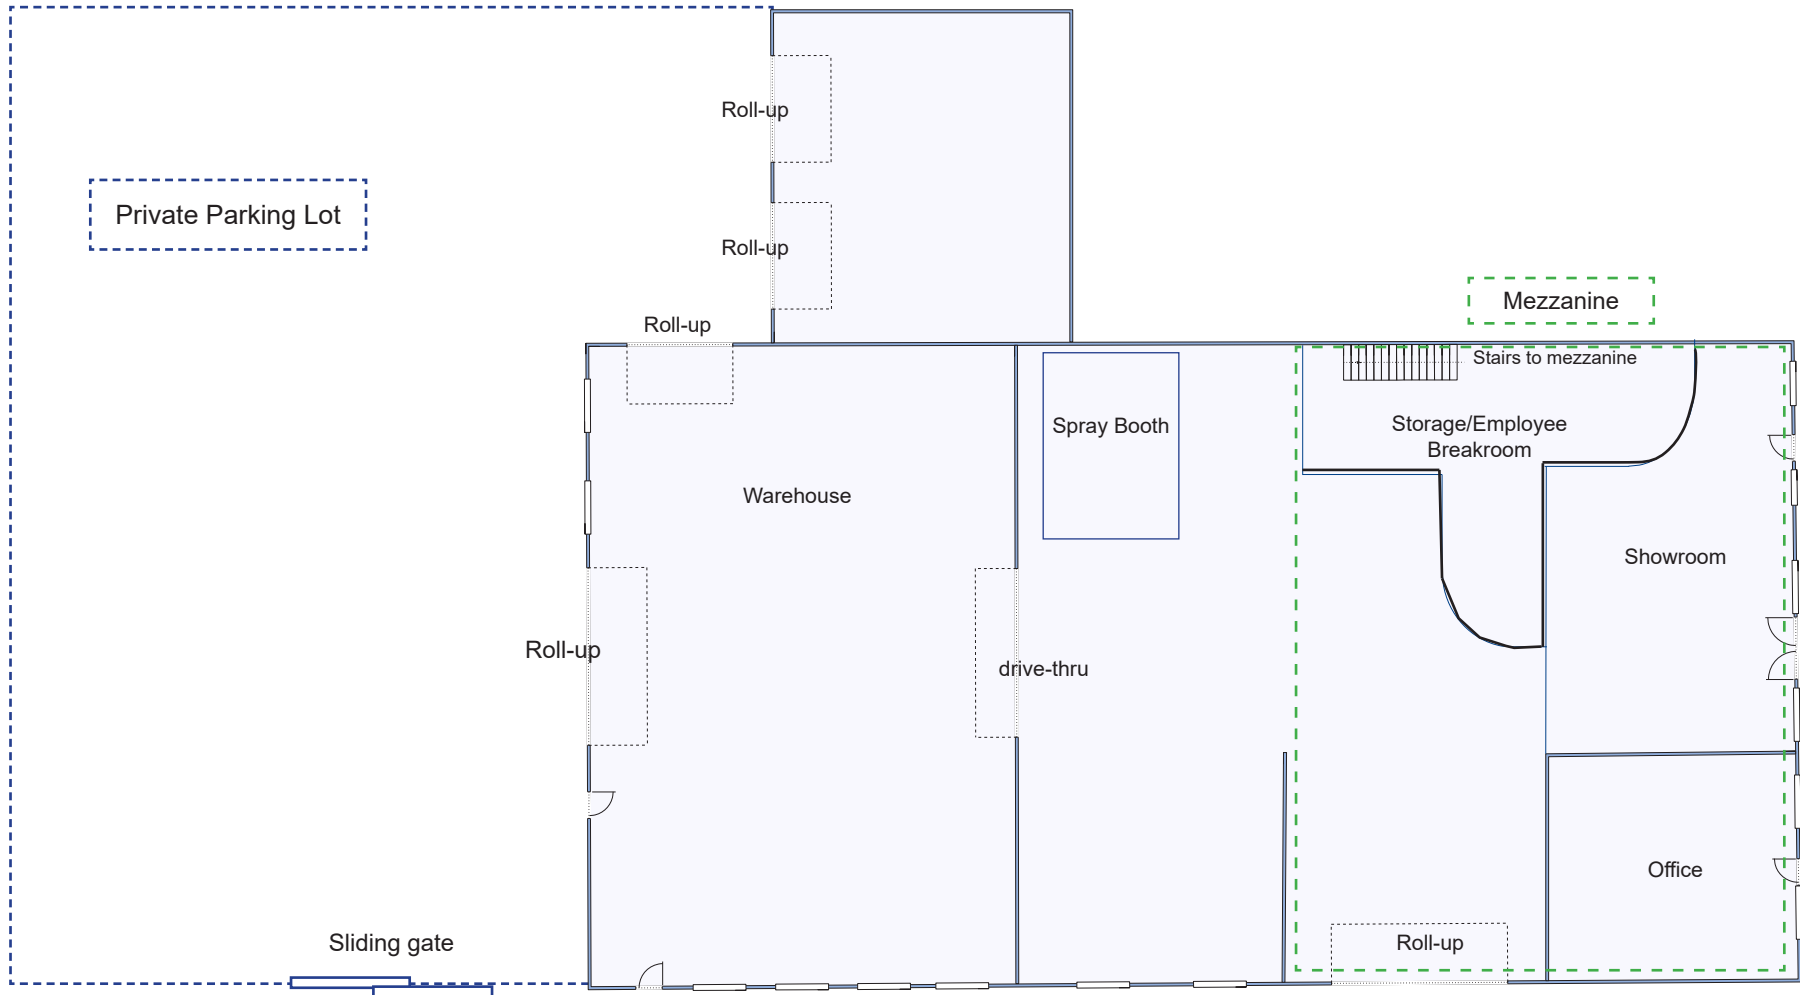 Roll-up
Private Parking Lot
Roll-up
Mezzanine
Roll-up
Stairs to mezzanine
Spray Booth
Storage/Employee
Breakroom
Warehouse
Showroom
Roll-up
drive-thru
Office
Sliding gate
Roll-up